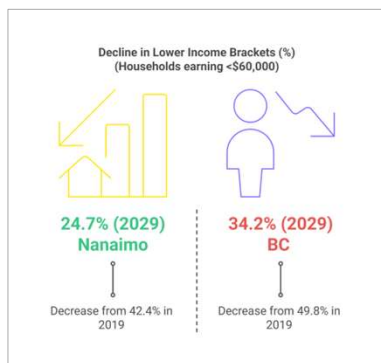 Decline in Lower Income Brackets (%)
(Households earning <$60,000)
24.7% (2029)
Nanaimo
34.2% (2029)
BC
Decrease from 42.4% in
2019
Decrease from 49.8% in
2019